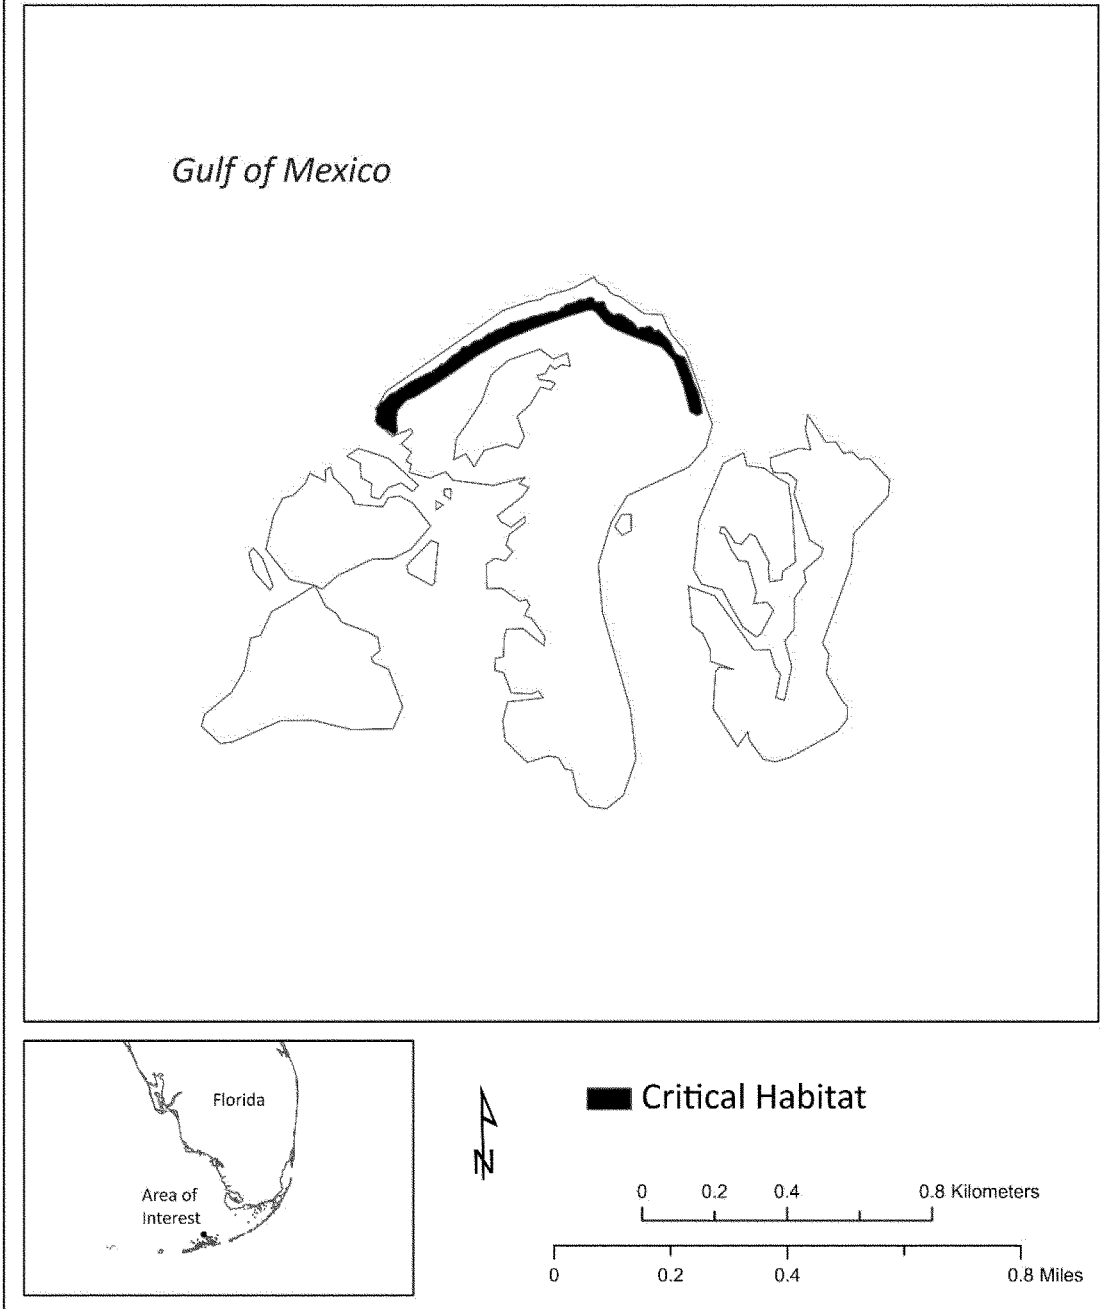 Gulf of Mexico
Florida
Area of
Interest
N
Critical Habitat
0 0.2 0.4 0.8 Kilometers
0 0.2 0.4 0.8 Miles